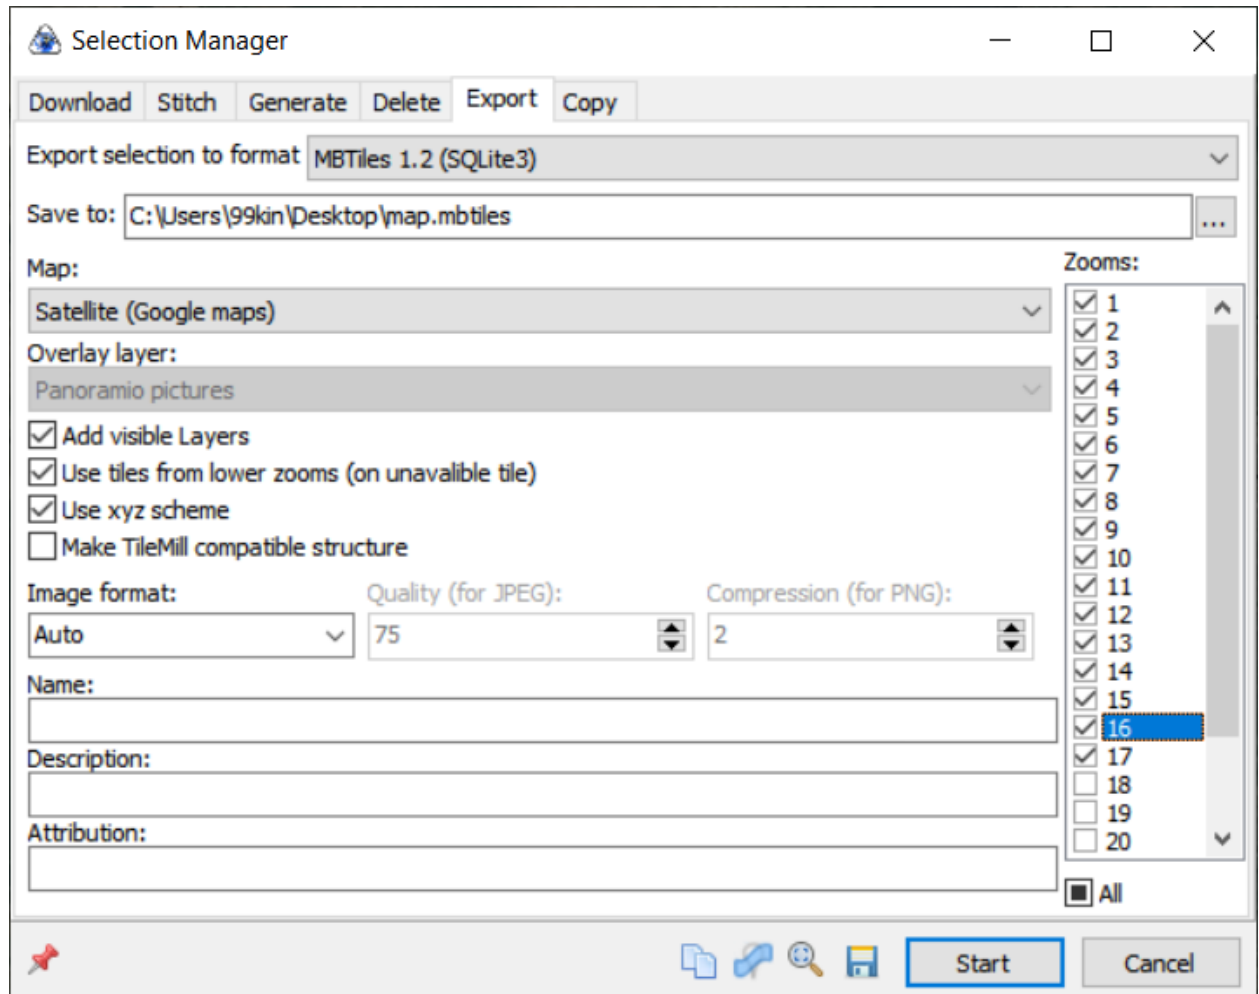 Selection Manager
Download Stitch Generate Delete Export Copy
Export selection to format MBTiles 1.2 (SQLite3)
Save to: C:\Users\99kin\Desktop\map.mbtiles ...
Map:
Zooms:
Satellite (Google maps)
Overlay layer:
Panoramio pictures
Add visible Layers
Use tiles from lower zooms (on unavalible tile)
Use xyz scheme
Make TileMill compatible structure
Image format: Quality (for JPEG): Compression (for PNG):
Auto 75 2
Name:
Description:
Attribution:
1
2
3
4
5
6
7
8
9
10
11
12
13
14
15
16
17
18
19
20
All
Start Cancel